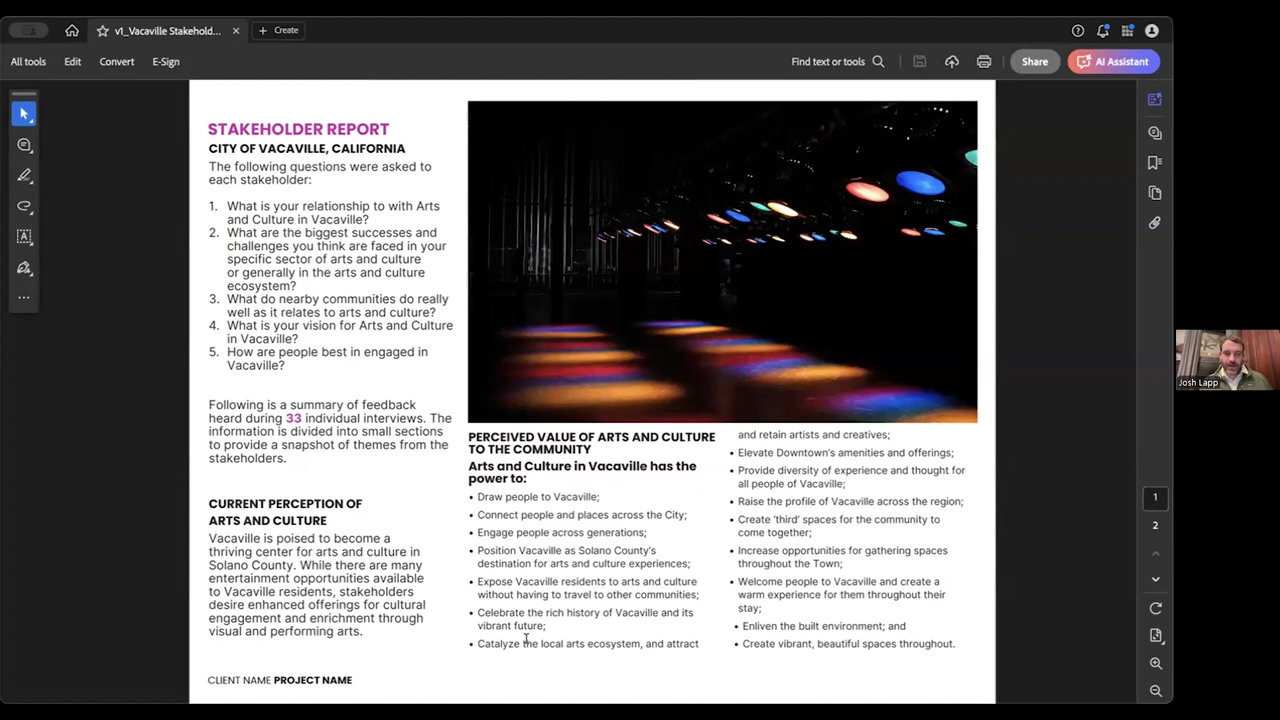 v1_Vacaville Stakehold...
Create
All tools
Edit
Convert
E-Sign
Find text or tools
Share
AI Assistant
STAKEHOLDER REPORT
CITY OF VACAVILLE, CALIFORNIA
The following questions were asked to
each stakeholder:
1. What is your relationship to with Arts
and Culture in Vacaville?
2. What are the biggest successes and
challenges you think are faced in your
specific sector of arts and culture
or generally in the arts and culture
ecosystem?
3. What do nearby communities do really
well as it relates to arts and culture?
4. What is your vision for Arts and Culture
in Vacaville?
5. How are people best in engaged in
Vacaville?
Following is a summary of feedback
heard during 33 individual interviews. The
information is divided into small sections
to provide a snapshot of themes from the
stakeholders.
CURRENT PERCEPTION OF
ARTS AND CULTURE
Vacaville is poised to become a
thriving center for arts and culture in
Solano County. While there are many
entertainment opportunities available
to Vacaville residents, stakeholders
desire enhanced offerings for cultural
engagement and enrichment through
visual and performing arts.
PERCEIVED VALUE OF ARTS AND CULTURE
TO THE COMMUNITY
Arts and Culture in Vacaville has the
power to:
• Draw people to Vacaville;
• Connect people and places across the City;
• Engage people across generations;
• Position Vacaville as Solano County's
destination for arts and culture experiences;
• Expose Vacaville residents to arts and culture
without having to travel to other communities;
• Celebrate the rich history of Vacaville and its
vibrant future;
• Catalyze the local arts ecosystem, and attract
and retain artists and creatives;
• Elevate Downtown's amenities and offerings;
• Provide diversity of experience and thought for
all people of Vacaville;
• Raise the profile of Vacaville across the region;
• Create 'third' spaces for the community to
come together;
• Increase opportunities for gathering spaces
throughout the Town;
• Welcome people to Vacaville and create a
warm experience for them throughout their
stay;
• Enliven the built environment; and
• Create vibrant, beautiful spaces throughout.
CLIENT NAME PROJECT NAME
1
2
Josh Lapp